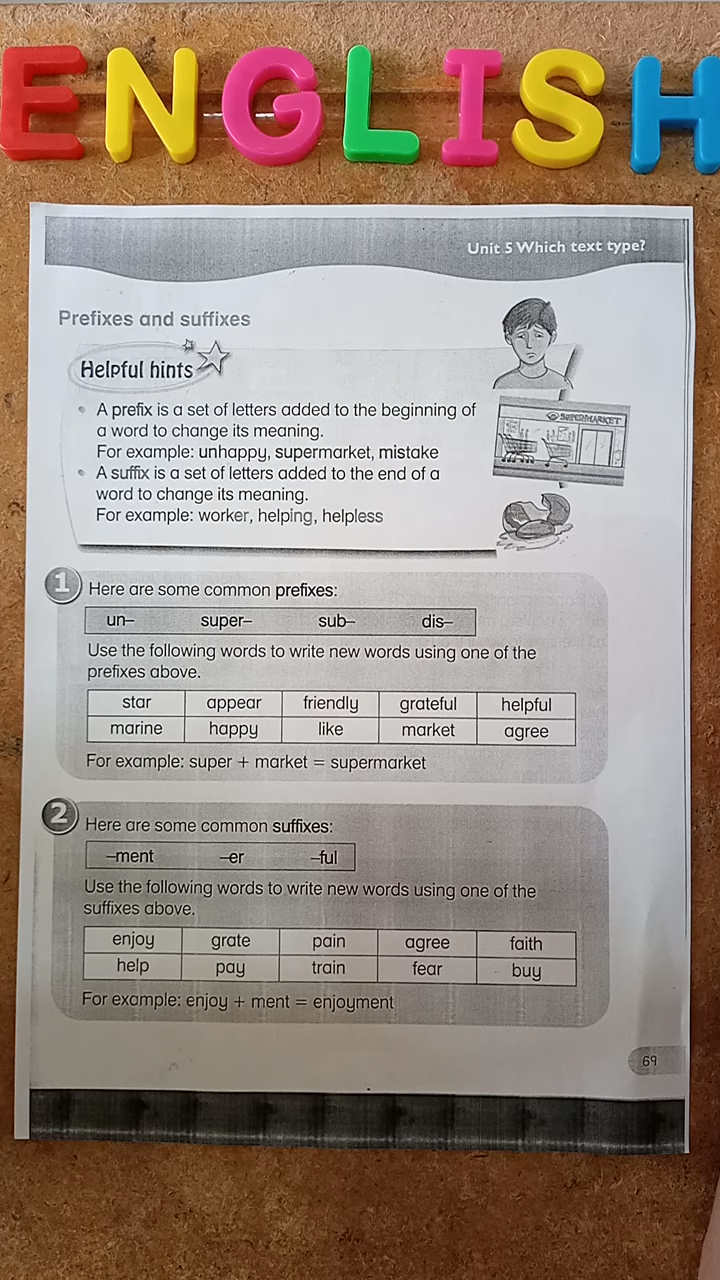 ENGLISH
Unit 5 Which text type?
Prefixes and suffixes
Helpful hints
SUPERMARKET
• A prefix is a set of letters added to the beginning of
a word to change its meaning.
For example: unhappy, supermarket, mistake
• A suffix is a set of letters added to the end of a
word to change its meaning.
For example: worker, helping, helpless
1 Here are some common prefixes:
un– super– sub– dis–
Use the following words to write new words using one of the
prefixes above.
star appear friendly grateful helpful
marine happy like market agree
For example: super + market = supermarket
2 Here are some common suffixes:
–ment –er –ful
Use the following words to write new words using one of the
suffixes above.
enjoy grate pain agree faith
help pay train fear buy
For example: enjoy + ment = enjoyment
69